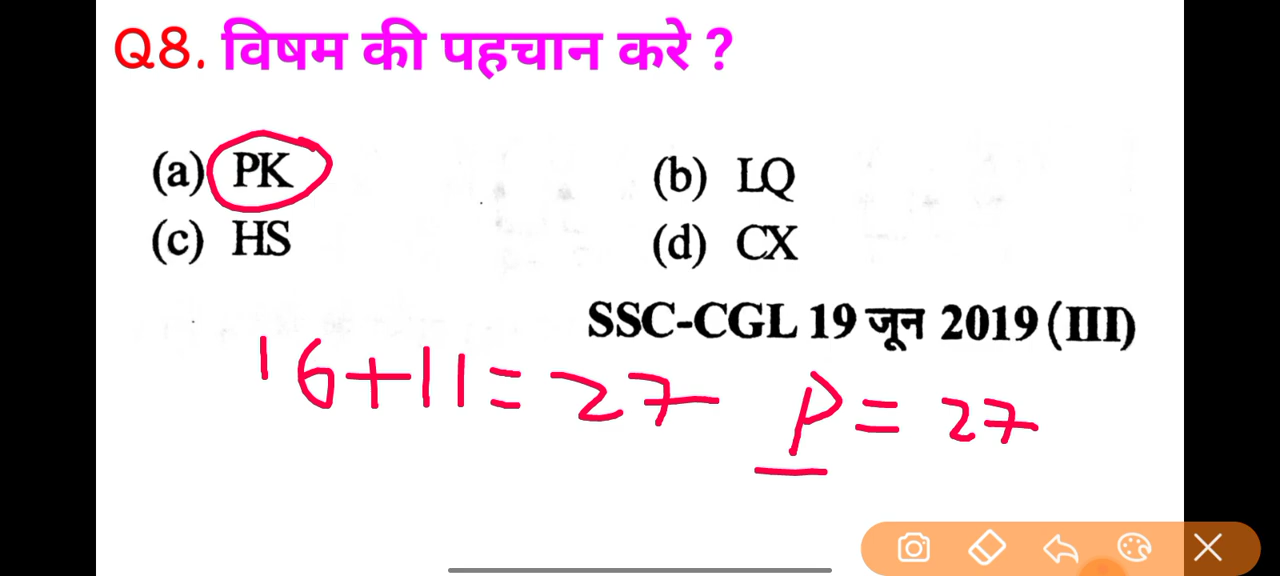 Q8. विषम की पहचान करे ?
(a) PK (b) LQ
(c) HS (d) CX
SSC-CGL 19 जून 2019 (III)
16+11=27 P=27